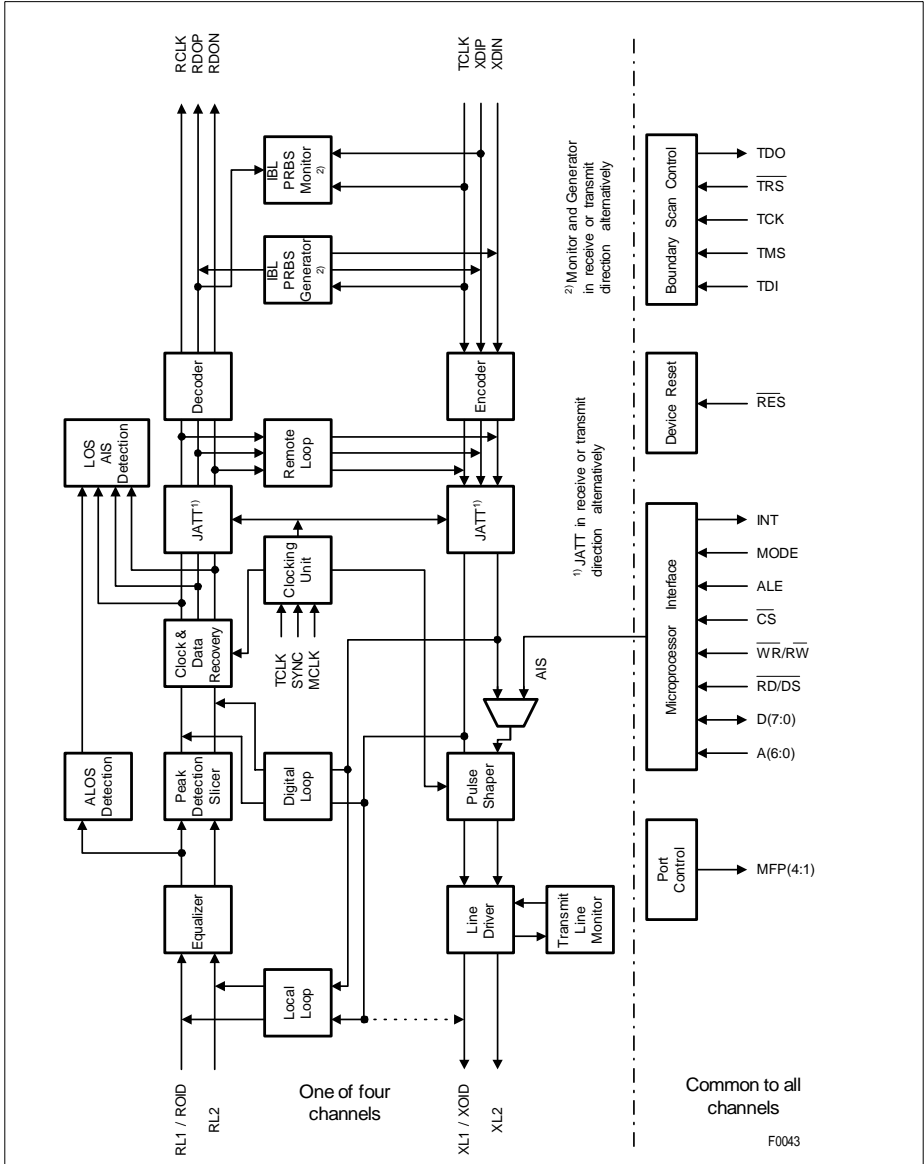 RCLK
RDOP
RDON
TCLK
XDIP
XDIN
IBL
PRBS
Monitor 2)
IBL
PRBS
Generator 2)
2) Monitor and Generator
in receive or transmit
direction alternatively
Boundary Scan Control
TDO
TRS
TCK
TMS
TDI
LOS
AIS
Detection
Decoder
Encoder
Remote
Loop
JATT1)
JATT1)
1) JATT in receive or transmit
direction alternatively
Device Reset
RES
Clock &
Data
Recovery
Clocking
Unit
TCLK
SYNC
MCLK
AIS
Microprocessor Interface
INT
MODE
ALE
CS
WR/RW
RD/DS
D(7:0)
A(6:0)
ALOS
Detection
Peak
Detection
Slicer
Digital
Loop
Pulse
Shaper
Port
Control
MFP(4:1)
Equalizer
Line
Driver
Transmit
Line
Monitor
Local
Loop
RL1 / ROID
RL2
One of four
channels
XL1 / XOID
XL2
Common to all
channels
F0043